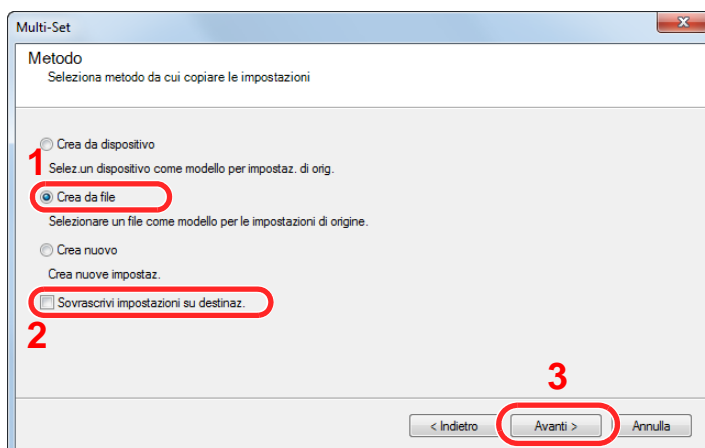 Multi-Set
Metodo
Seleziona metodo da cui copiare le impostazioni
Crea da dispositivo
1
Selez.un dispositivo come modello per impostaz. di orig.
Crea da file
Selezionare un file come modello per le impostazioni di origine.
Crea nuovo
Crea nuove impostaz.
Sovrascrivi impostazioni su destinaz.
2
3
< Indietro Avanti > Annulla